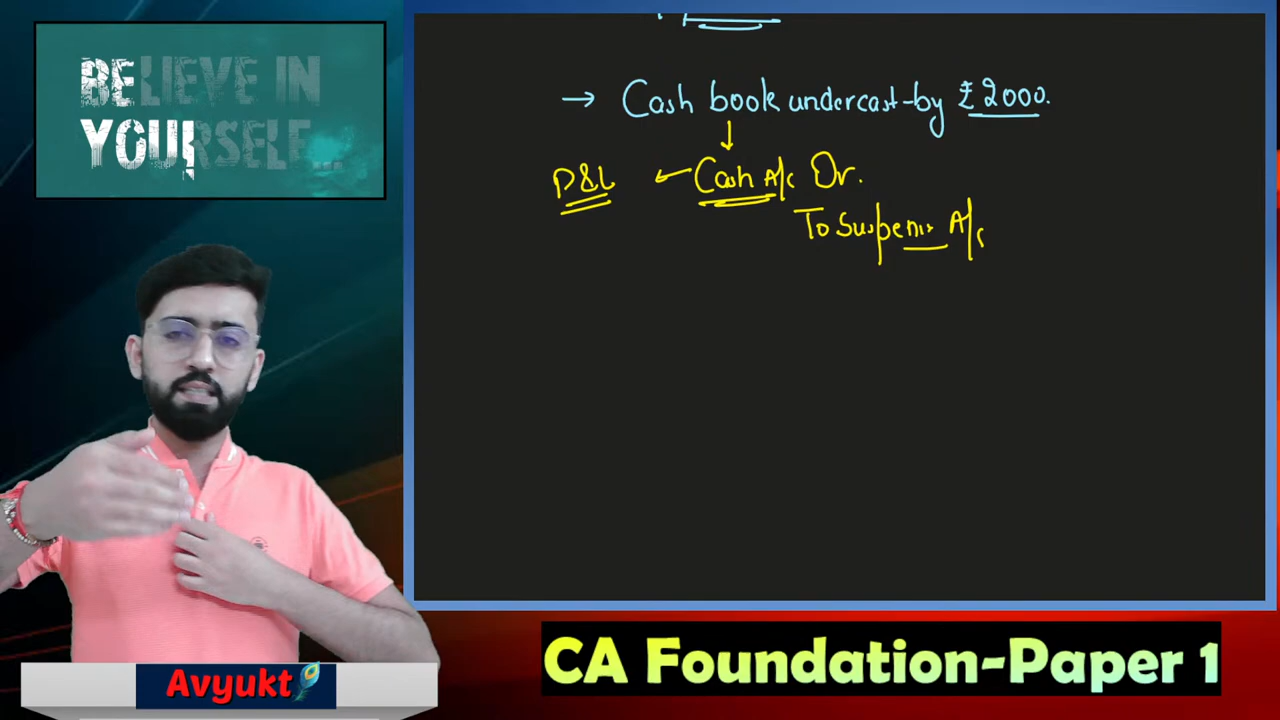 BELIEVE IN
YOURSELF...
→ Cash book undercast by ₹2000.
P&L ← Cash A/c Dr.
To Suspense A/c
CA Foundation-Paper 1
Avyukt